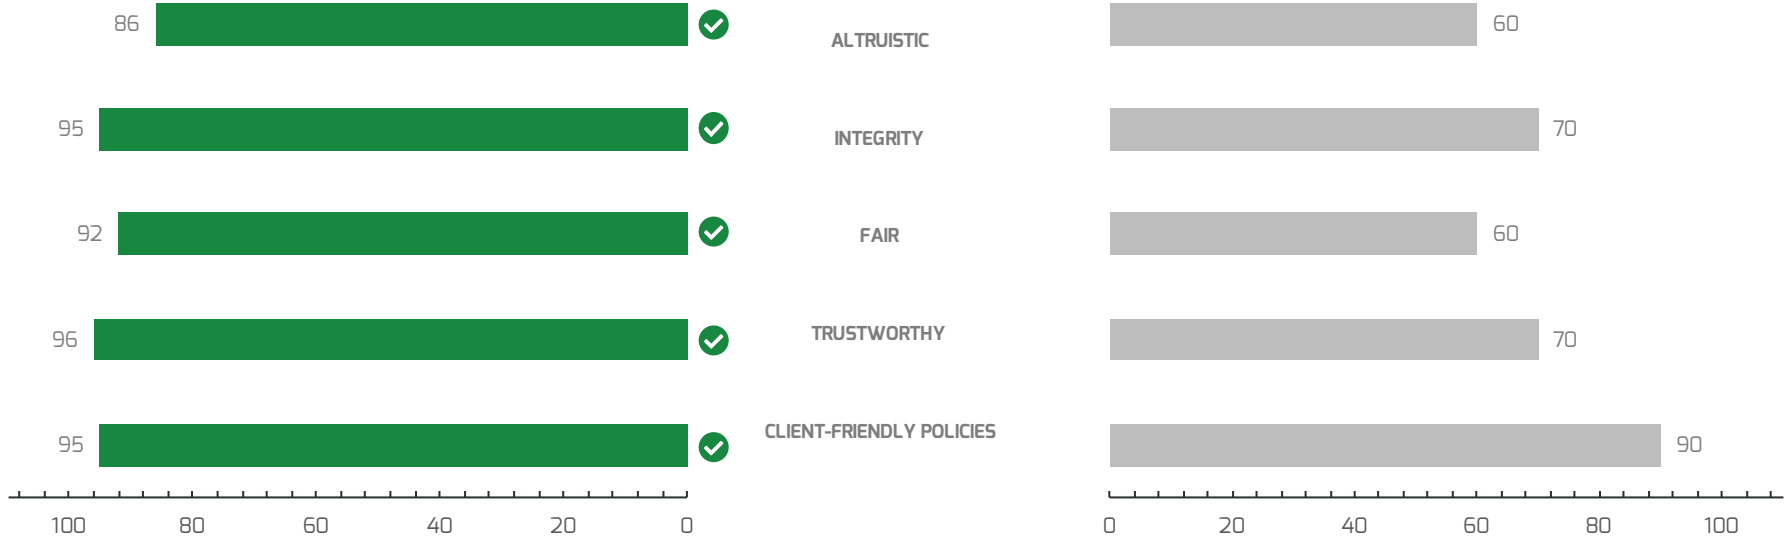 86 ALTRUISTIC 60
95 INTEGRITY 70
92 FAIR 60
96 TRUSTWORTHY 70
95 CLIENT-FRIENDLY POLICIES 90
100 80 60 40 20 0 0 20 40 60 80 100